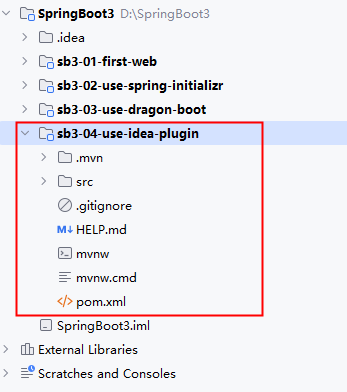 SpringBoot3 D:\SpringBoot3
.idea
sb3-01-first-web
sb3-02-use-spring-initializr
sb3-03-use-dragon-boot
sb3-04-use-idea-plugin
.mvn
src
.gitignore
M↓ HELP.md
mvnw
mvnw.cmd
</> pom.xml
SpringBoot3.iml
External Libraries
Scratches and Consoles